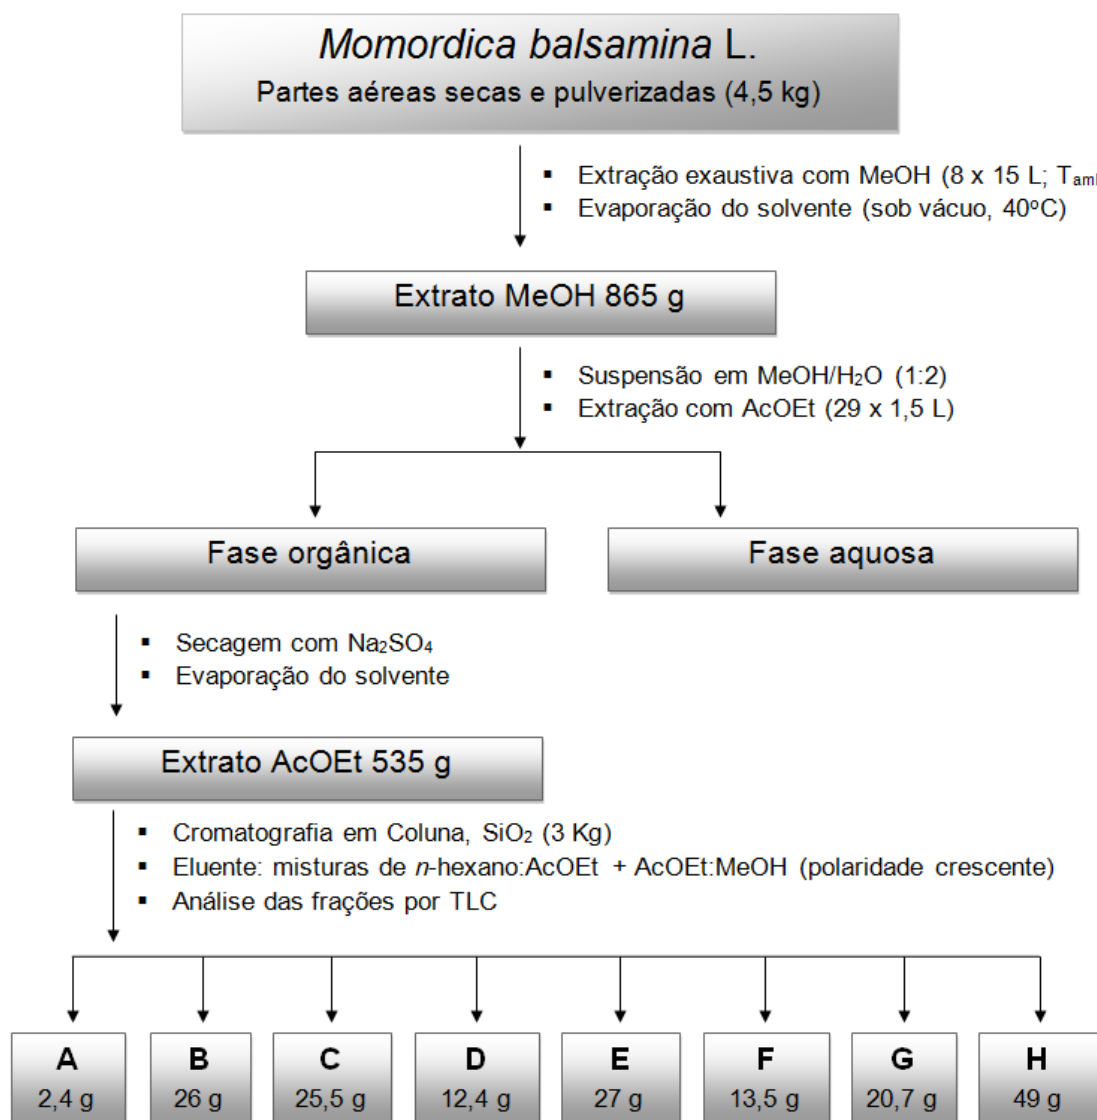 Momordica balsamina L.
Partes aéreas secas e pulverizadas (4,5 kg)
▪ Extração exaustiva com MeOH (8 x 15 L;
▪ Evaporação do solvente (sob vácuo, 40ºC)
Extrato MeOH 865 g
▪ Suspensão em MeOH/H₂O (1:2)
▪ Extração com AcOEt (29 x 1,5 L)
Fase orgânica
Fase aquosa
▪ Secagem com Na₂SO₄
▪ Evaporação do solvente
Extrato AcOEt 535 g
▪ Cromatografia em Coluna, SiO₂ (3 Kg)
▪ Eluente: misturas de n-hexano:AcOEt + AcOEt:MeOH (polaridade crescente)
▪ Análise das frações por TLC
A
2,4 g
B
26 g
C
25,5 g
D
12,4 g
E
27 g
F
13,5 g
G
20,7 g
H
49 g